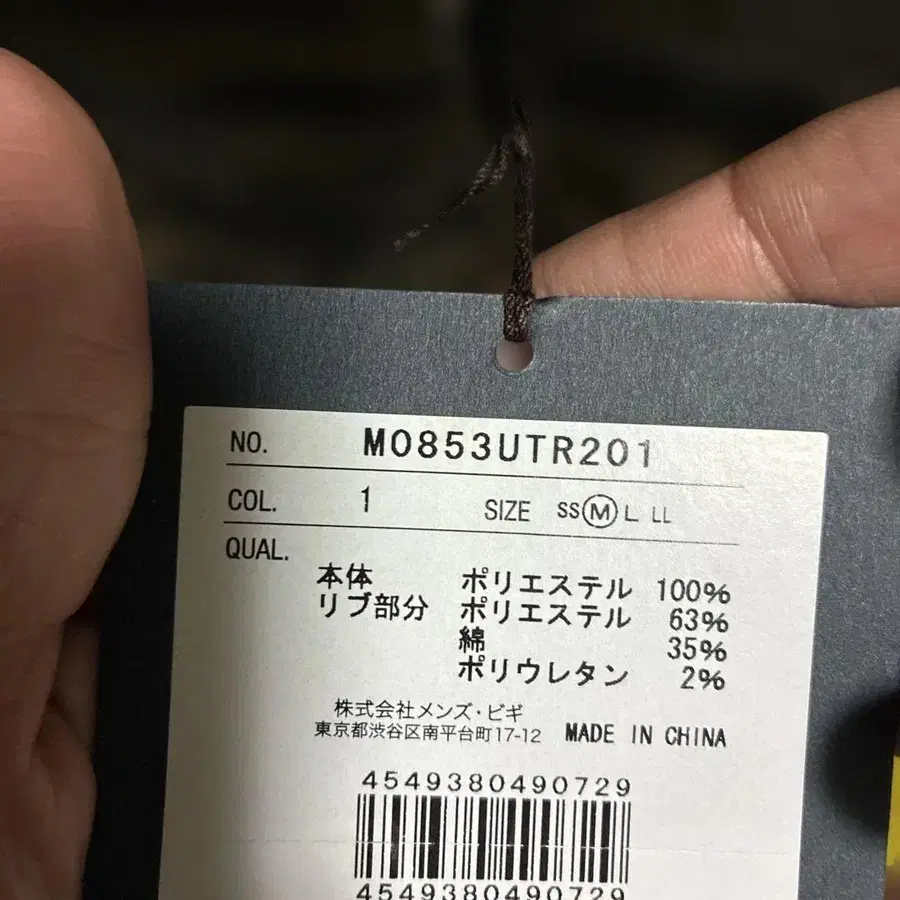 NO. M0853UTR201
COL. 1 SIZE SS M L LL
QUAL.
本体 ポリエステル 100%
リブ部分 ポリエステル 63%
綿 35%
ポリウレタン 2%
株式会社メンズ・ビギ
東京都渋谷区南平台町17-12 MADE IN CHINA
4549380490729
4549380490729